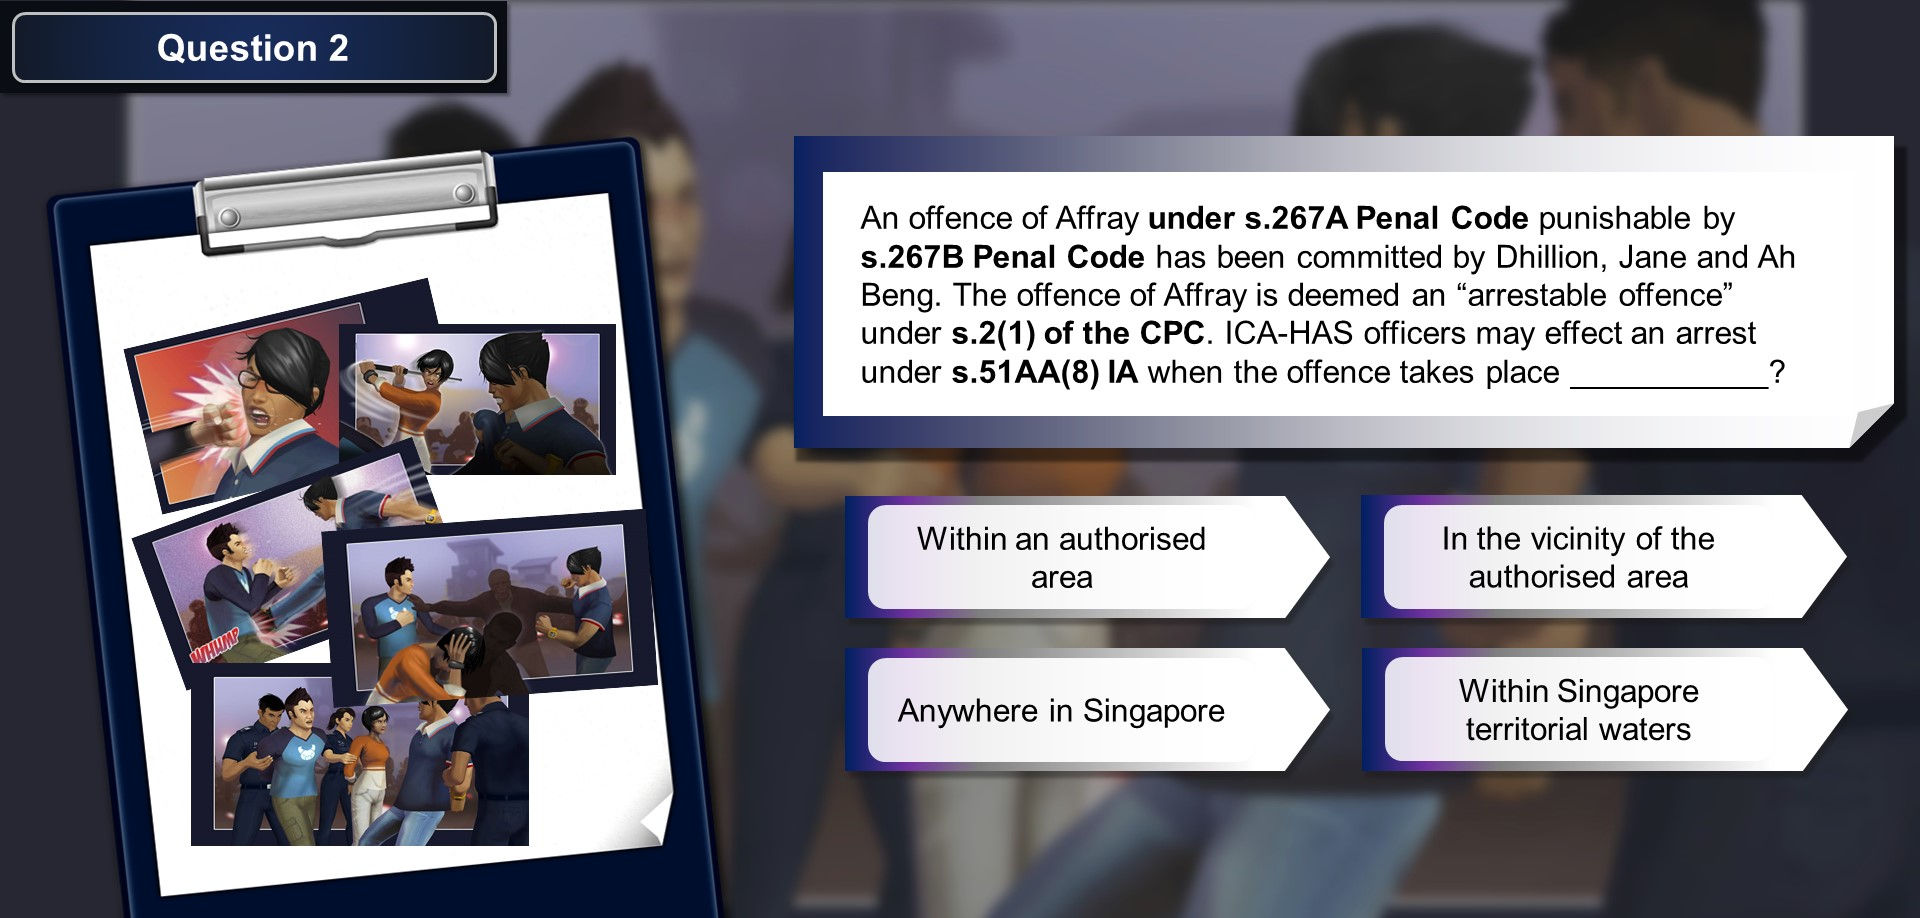 Question 2
An offence of Affray under s.267A Penal Code punishable by
s.267B Penal Code has been committed by Dhillion, Jane and Ah
Beng. The offence of Affray is deemed an “arrestable offence”
under s.2(1) of the CPC. ICA-HAS officers may effect an arrest
under s.51AA(8) IA when the offence takes place ___________?
Within an authorised
area
In the vicinity of the
authorised area
Anywhere in Singapore
Within Singapore
territorial waters
WHUMP